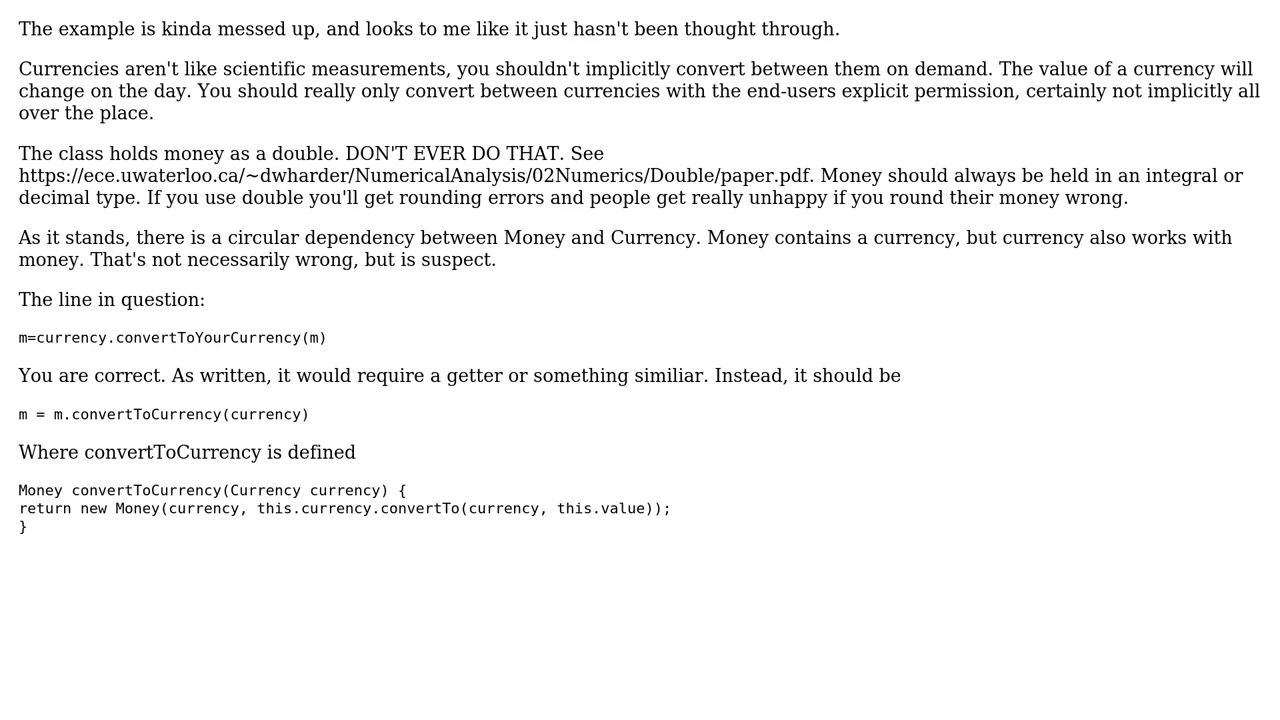 The example is kinda messed up, and looks to me like it just hasn't been thought through.
Currencies aren't like scientific measurements, you shouldn't implicitly convert between them on demand. The value of a currency will
change on the day. You should really only convert between currencies with the end-users explicit permission, certainly not implicitly all
over the place.
The class holds money as a double. DON'T EVER DO THAT. See
https://ece.uwaterloo.ca/~dwharder/NumericalAnalysis/02Numerics/Double/paper.pdf. Money should always be held in an integral or
decimal type. If you use double you'll get rounding errors and people get really unhappy if you round their money wrong.
As it stands, there is a circular dependency between Money and Currency. Money contains a currency, but currency also works with
money. That's not necessarily wrong, but is suspect.
The line in question:
m=currency.convertToYourCurrency(m)
You are correct. As written, it would require a getter or something similiar. Instead, it should be
m = m.convertToCurrency(currency)
Where convertToCurrency is defined
Money convertToCurrency(Currency currency) {
return new Money(currency, this.currency.convertTo(currency, this.value));
}